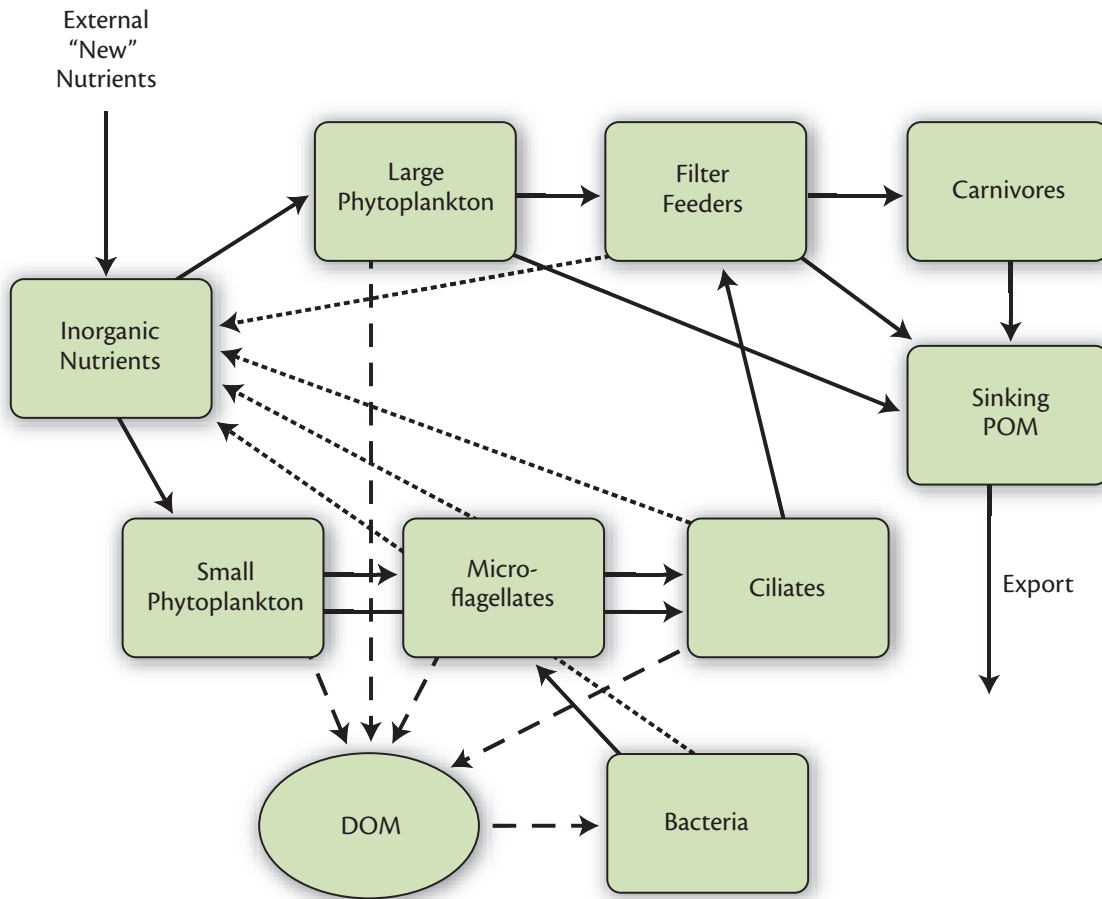 External
“New”
Nutrients
Large
Phytoplankton
Filter
Feeders
Carnivores
Inorganic
Nutrients
Sinking
POM
Small
Phytoplankton
Micro-
flagellates
Ciliates
Export
DOM
Bacteria